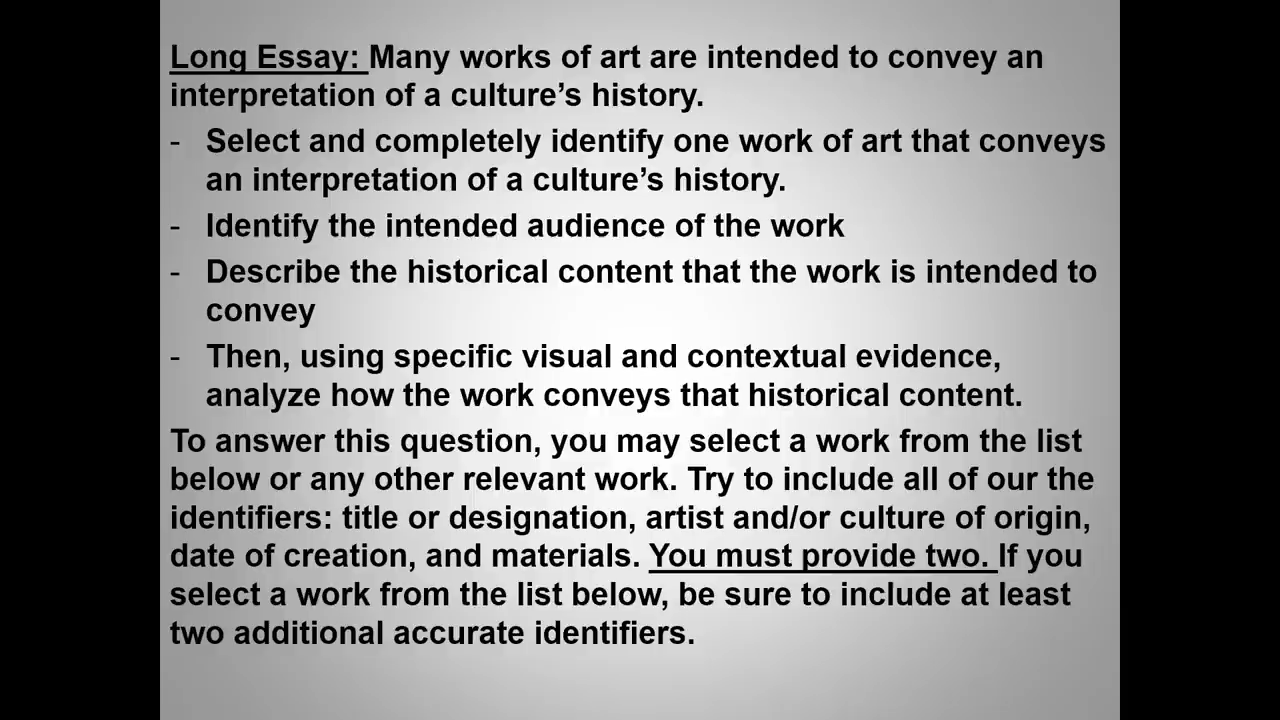 Long Essay: Many works of art are intended to convey an
interpretation of a culture’s history.
- Select and completely identify one work of art that conveys
an interpretation of a culture’s history.
- Identify the intended audience of the work
- Describe the historical content that the work is intended to
convey
- Then, using specific visual and contextual evidence,
analyze how the work conveys that historical content.
To answer this question, you may select a work from the list
below or any other relevant work. Try to include all of our the
identifiers: title or designation, artist and/or culture of origin,
date of creation, and materials. You must provide two. If you
select a work from the list below, be sure to include at least
two additional accurate identifiers.